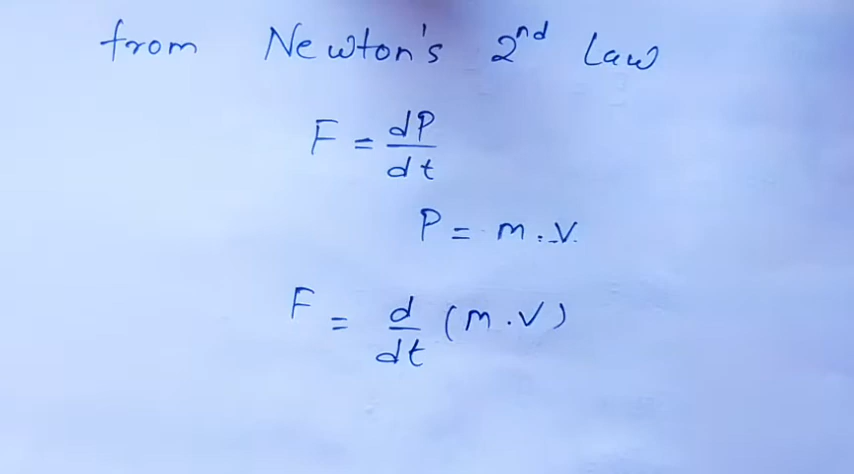 from Newton's 2nd Law
F = dP/dt
P = m.v.
F = d/dt (m.v)